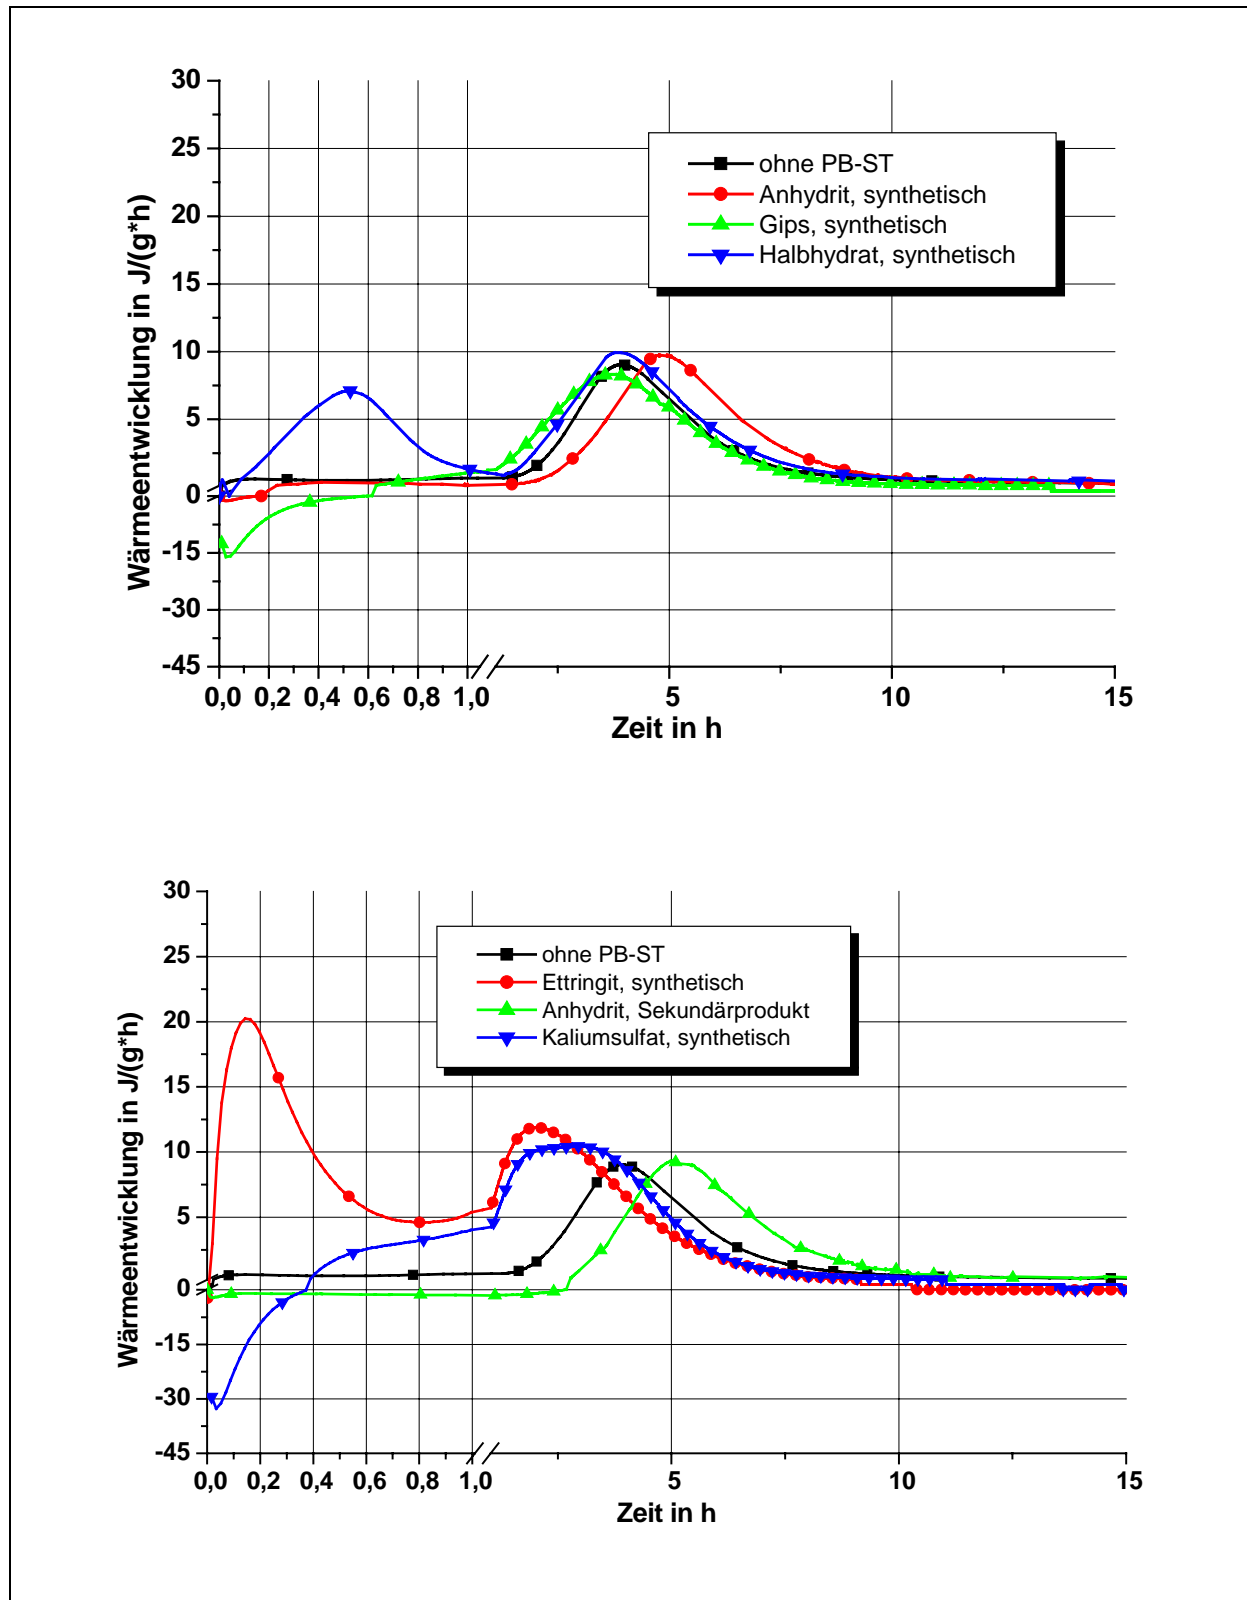 30
25
20
15
10
5
0
-15
-30
-45
Wärmeentwicklung in J/(g*h)
ohne PB-ST
Anhydrit, synthetisch
Gips, synthetisch
Halbhydrat, synthetisch
0,0 0,2 0,4 0,6 0,8 1,0 5 10 15
Zeit in h
30
25
20
15
10
5
0
-15
-30
-45
Wärmeentwicklung in J/(g*h)
ohne PB-ST
Ettringit, synthetisch
Anhydrit, Sekundärprodukt
Kaliumsulfat, synthetisch
0,0 0,2 0,4 0,6 0,8 1,0 5 10 15
Zeit in h